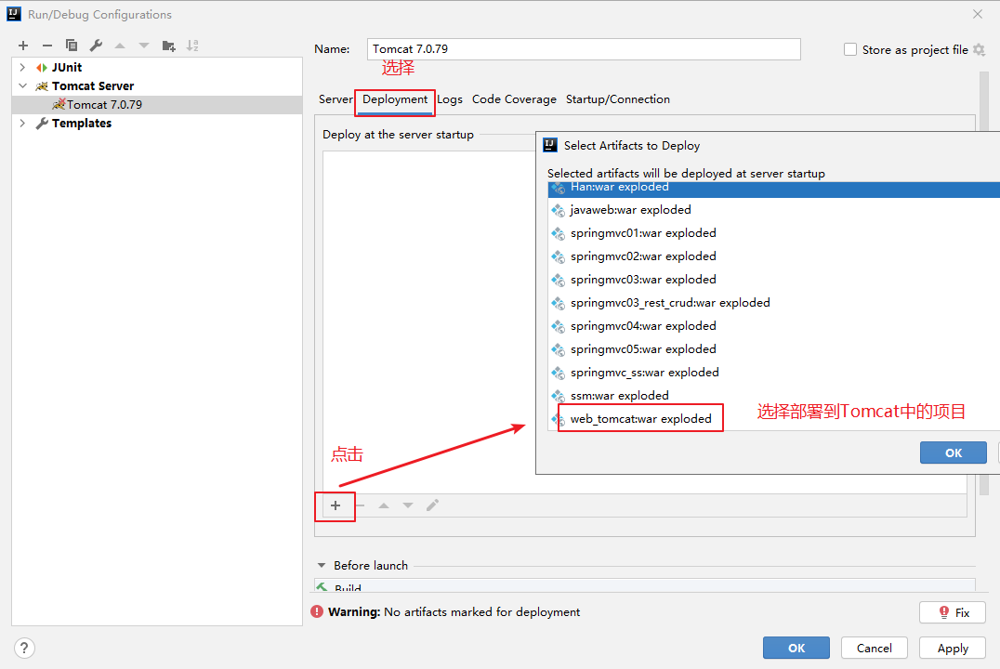 Run/Debug Configurations
Name: Tomcat 7.0.79
Store as project file
选择
JUnit
Tomcat Server
Tomcat 7.0.79
Templates
Server Deployment Logs Code Coverage Startup/Connection
Deploy at the server startup
Select Artifacts to Deploy
Selected artifacts will be deployed at server startup
Han:war exploded
javaweb:war exploded
springmvc01:war exploded
springmvc02:war exploded
springmvc03:war exploded
springmvc03_rest_crud:war exploded
springmvc04:war exploded
springmvc05:war exploded
springmvc_ss:war exploded
ssm:war exploded
web_tomcat:war exploded
选择部署到Tomcat中的项目
OK
点击
Before launch
Build
Warning: No artifacts marked for deployment
Fix
OK Cancel Apply